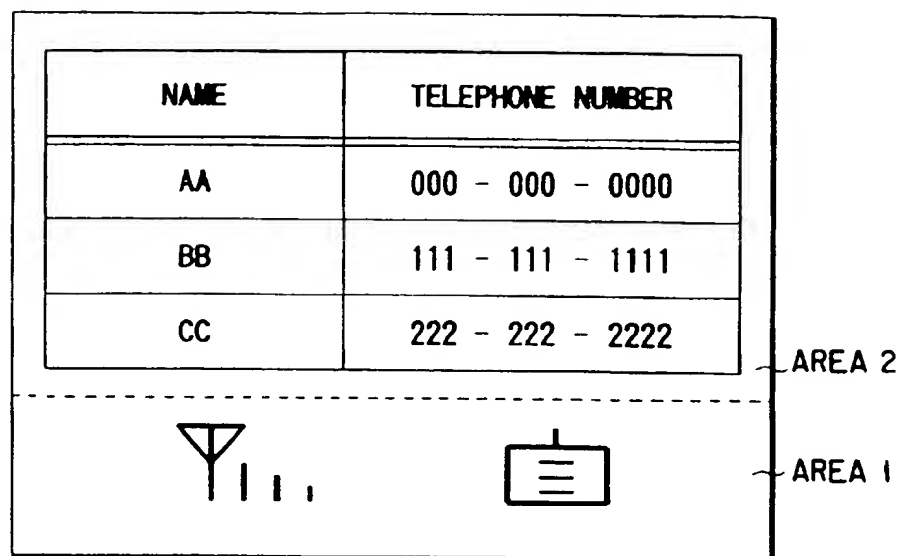 NAME TELEPHONE NUMBER
AA 000 - 000 - 0000
BB 111 - 111 - 1111
CC 222 - 222 - 2222
AREA 2
AREA 1